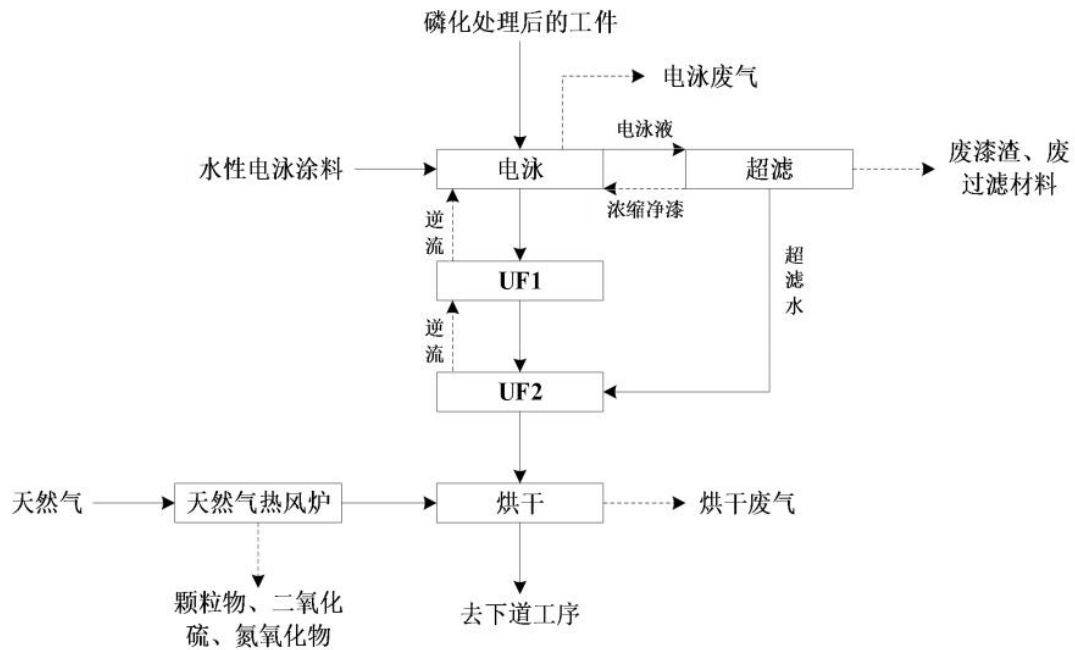 磷化处理后的工件
电泳废气
电泳液
水性电泳涂料
电泳
超滤
废漆渣、废
过滤材料
浓缩净漆
逆
流
UF1
超
滤
水
逆
流
UF2
天然气
天然气热风炉
烘干
烘干废气
颗粒物、二氧化
硫、氮氧化物
去下道工序